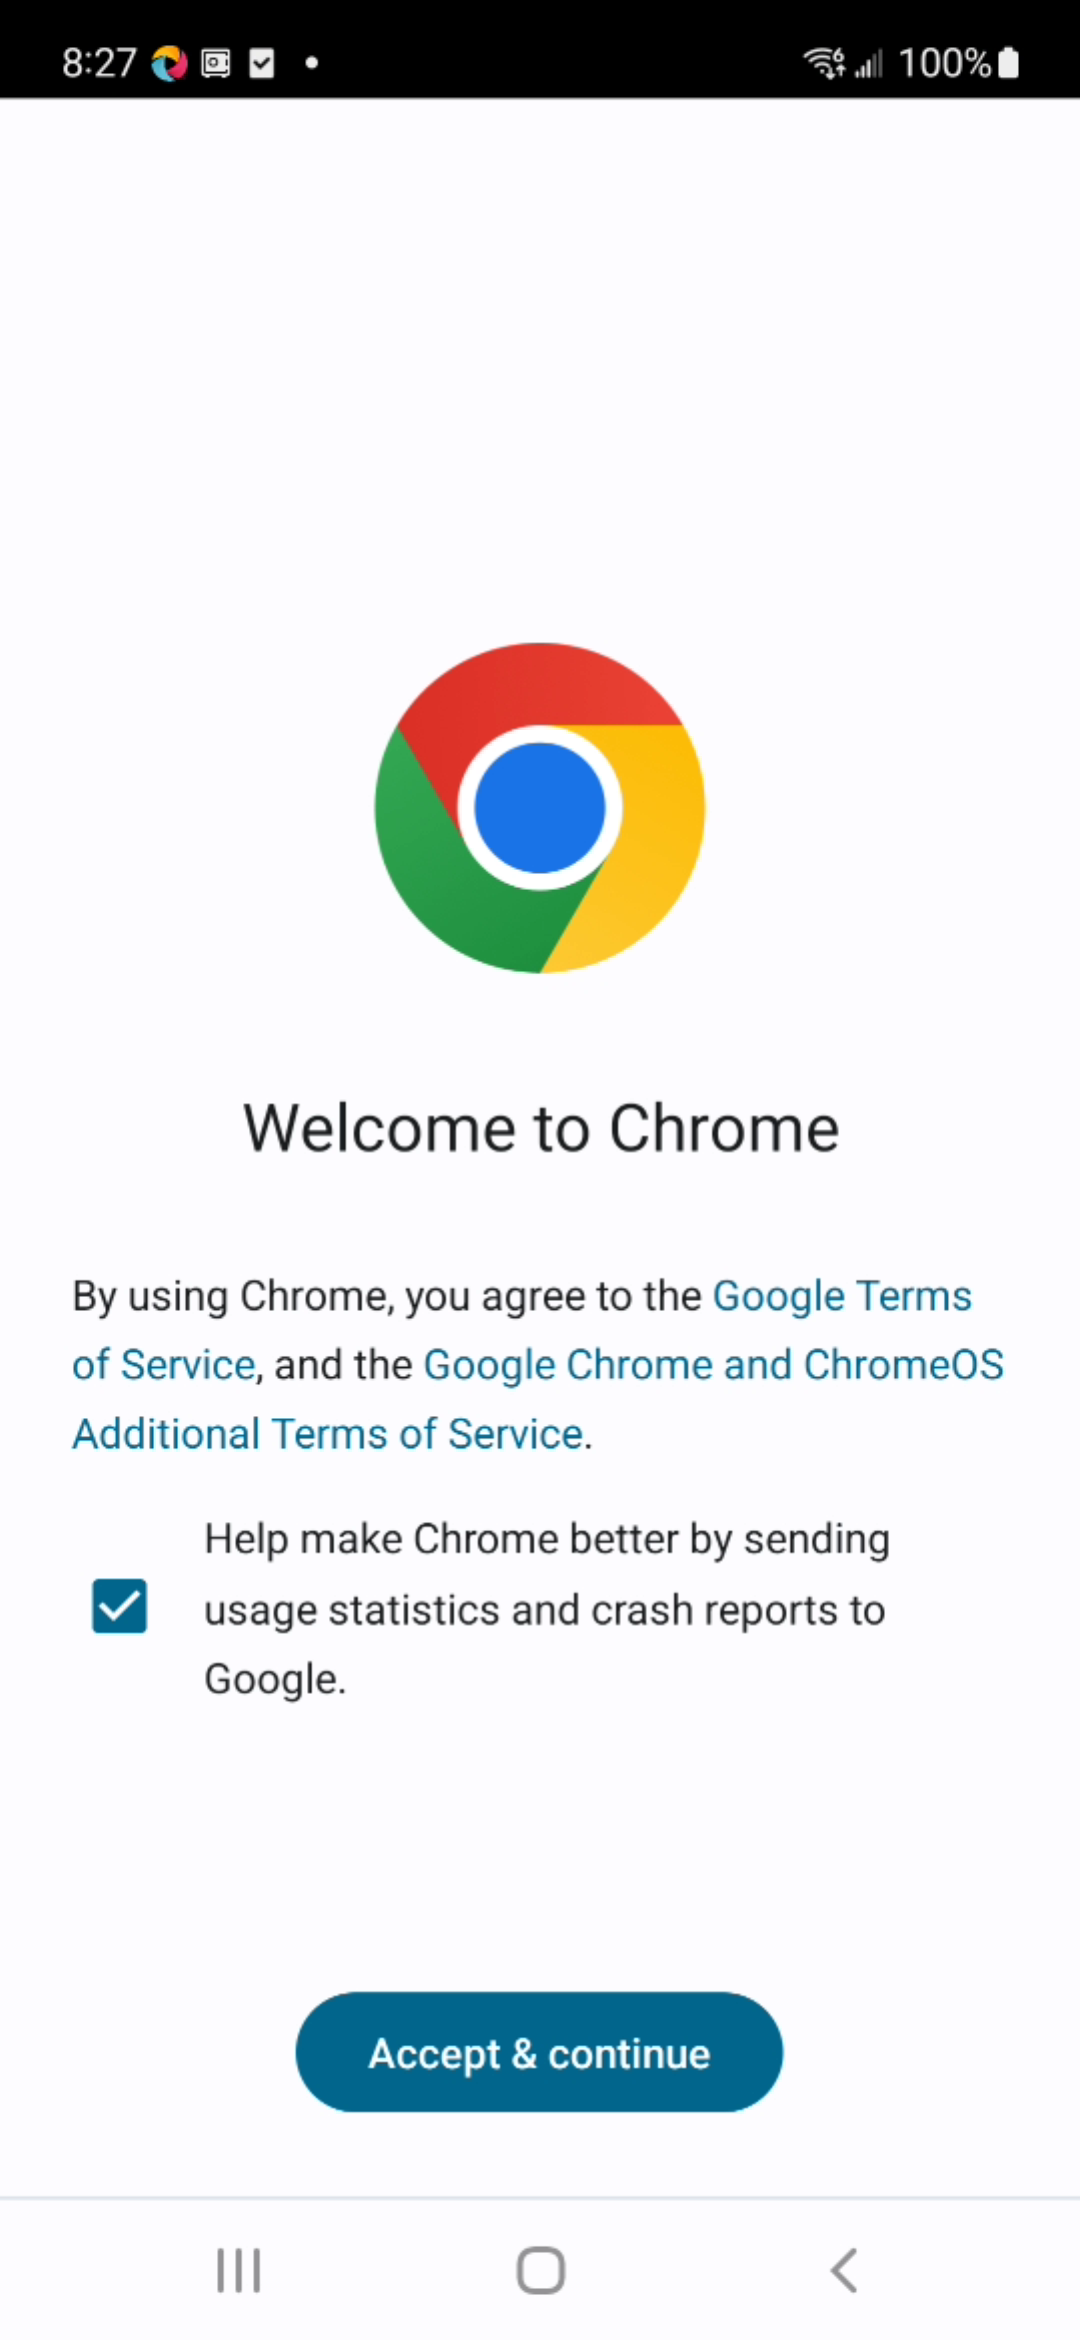 8:27
100%
Welcome to Chrome
By using Chrome, you agree to the Google Terms
of Service, and the Google Chrome and ChromeOS
Additional Terms of Service.
Help make Chrome better by sending
usage statistics and crash reports to
Google.
Accept & continue